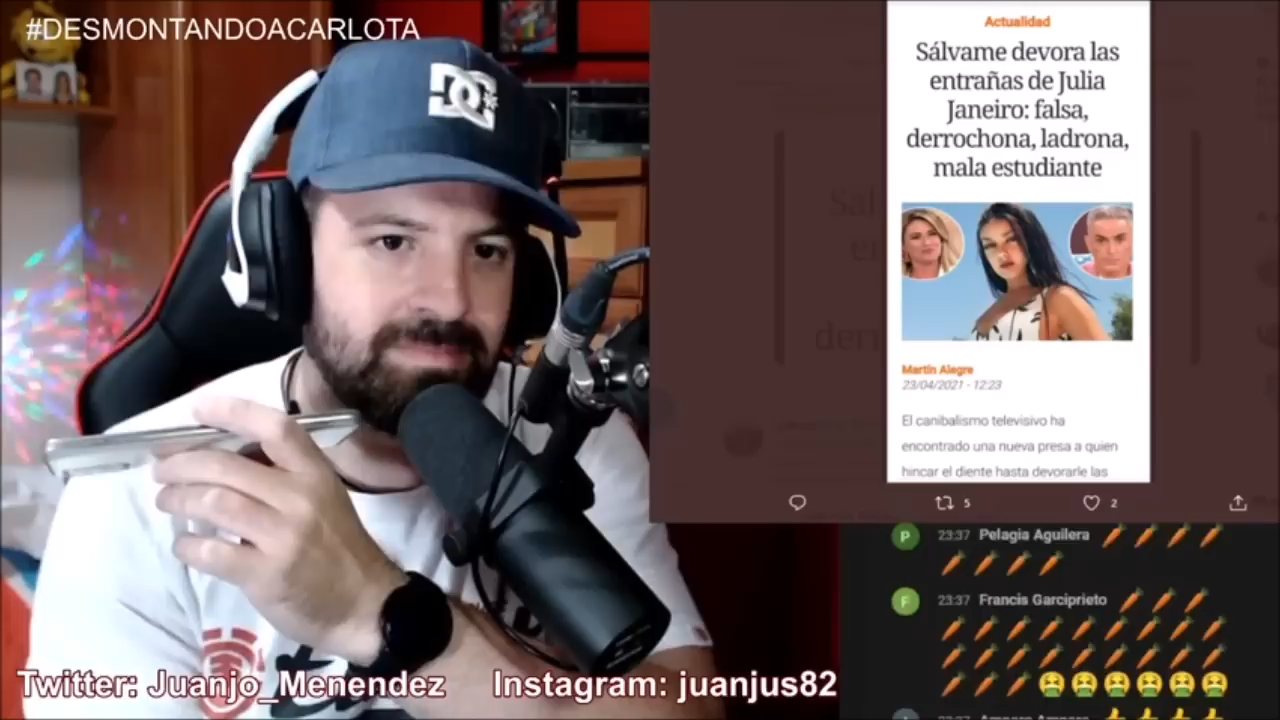 #DESMONTANDOACARLOTA
Actualidad
Sálvame devora las
entrañas de Julia
Janeiro: falsa,
derrochona, ladrona,
mala estudiante
Martín Alegre
23/04/2021 - 12:23
El canibalismo televisivo ha
encontrado una nueva presa a quien
hincar el diente hasta devorarle las
5
2
P
23:37 Pelagia Aguilera
F
23:37 Francis Garciprieto
Twitter: Juanjo_Menendez
Instagram: juanjus82
DC